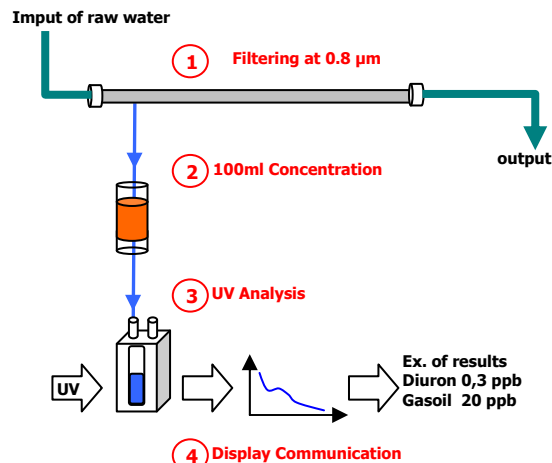 Imput of raw water
1 Filtering at 0.8 µm
output
2 100ml Concentration
3 UV Analysis
UV
Ex. of results
Diuron 0,3 ppb
Gasoil 20 ppb
4 Display Communication